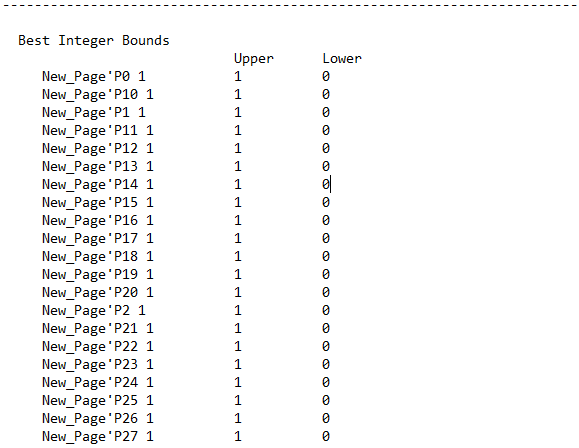 --------------------------------------------------------------------------------
Best Integer Bounds
Upper Lower
New_Page'P0 1 1 0
New_Page'P10 1 1 0
New_Page'P1 1 1 0
New_Page'P11 1 1 0
New_Page'P12 1 1 0
New_Page'P13 1 1 0
New_Page'P14 1 1 0
New_Page'P15 1 1 0
New_Page'P16 1 1 0
New_Page'P17 1 1 0
New_Page'P18 1 1 0
New_Page'P19 1 1 0
New_Page'P20 1 1 0
New_Page'P2 1 1 0
New_Page'P21 1 1 0
New_Page'P22 1 1 0
New_Page'P23 1 1 0
New_Page'P24 1 1 0
New_Page'P25 1 1 0
New_Page'P26 1 1 0
New_Page'P27 1 1 0